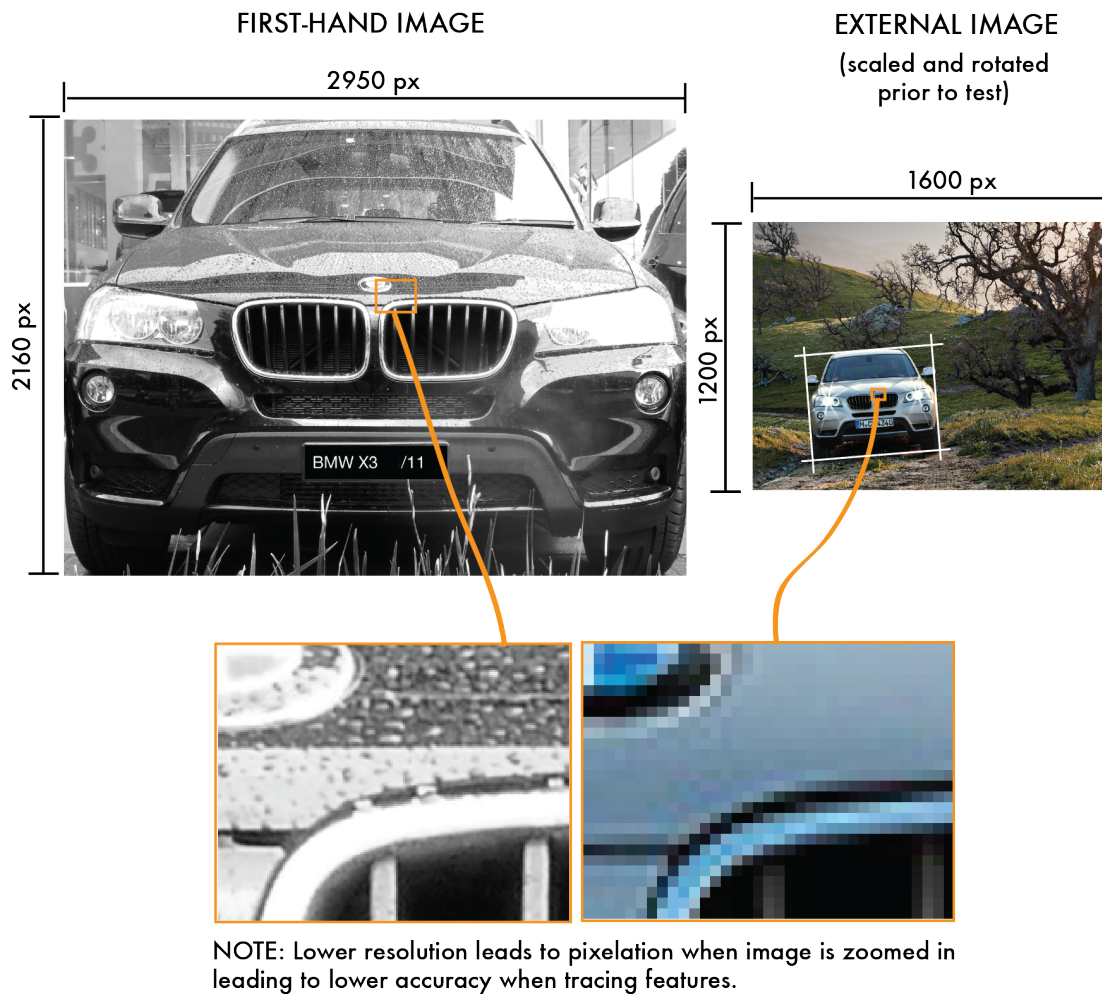 FIRST-HAND IMAGE
EXTERNAL IMAGE
(scaled and rotated
prior to test)
2950 px
1600 px
2160 px
1200 px
BMW X3 /11
NOTE: Lower resolution leads to pixelation when image is zoomed in
leading to lower accuracy when tracing features.